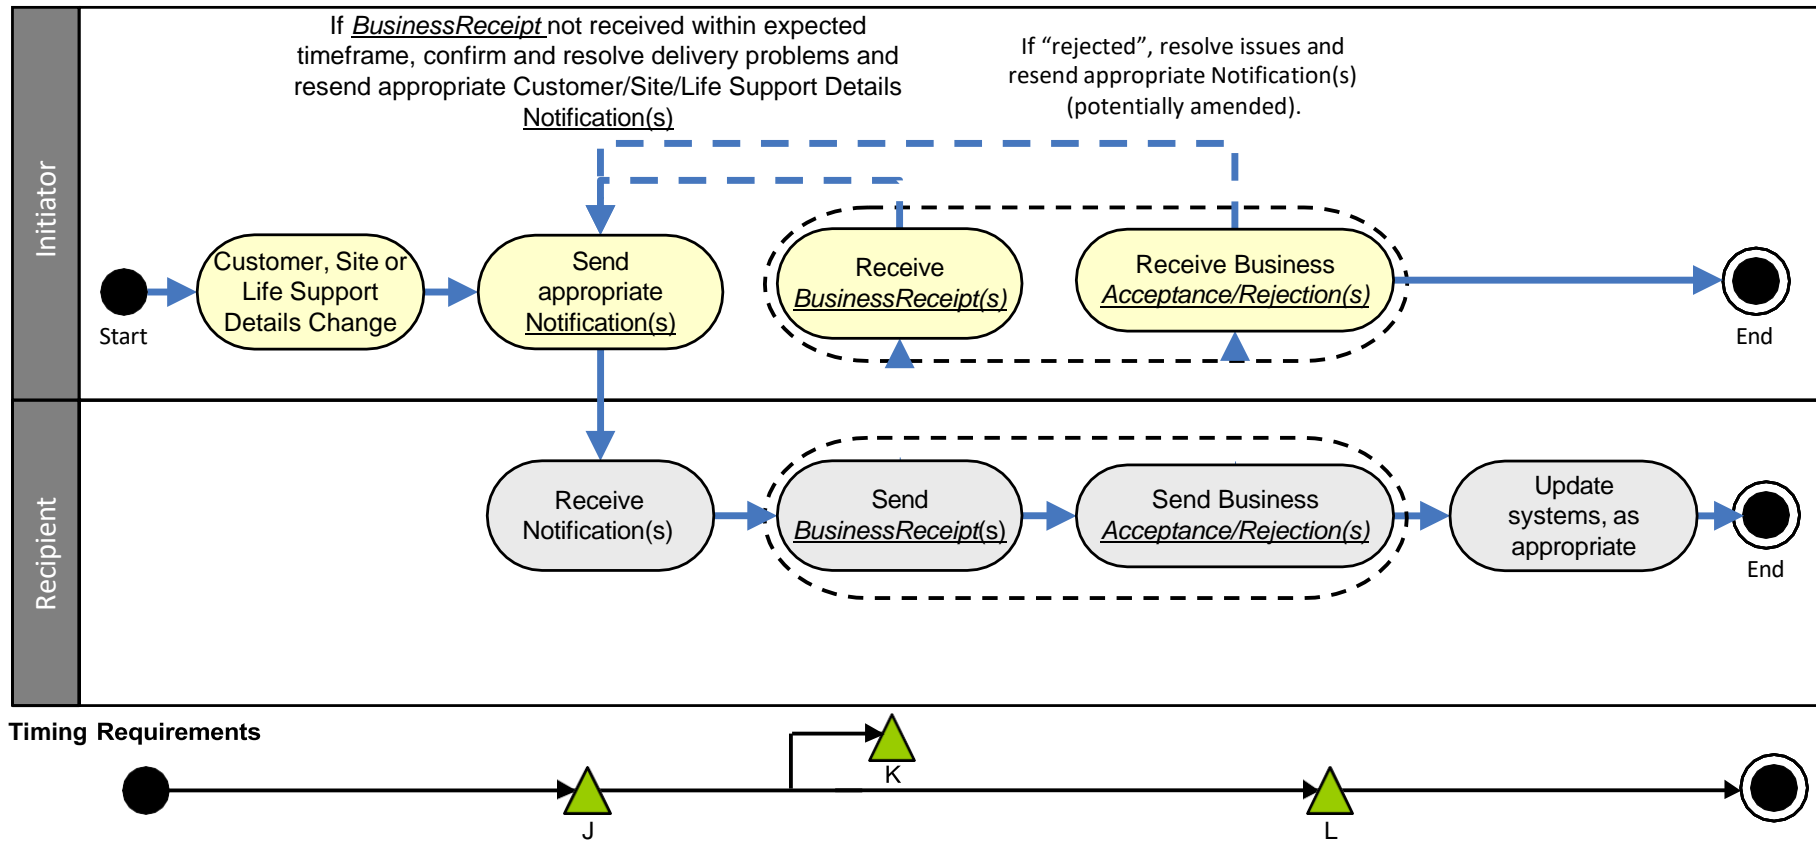 If BusinessReceipt not received within expected
timeframe, confirm and resolve delivery problems and
resend appropriate Customer/Site/Life Support Details
Notification(s)
If “rejected”, resolve issues and
resend appropriate Notification(s)
(potentially amended).
Initiator
Start
Customer, Site or
Life Support
Details Change
Send
appropriate
Notification(s)
Receive
BusinessReceipt(s)
Receive Business
Acceptance/Rejection(s)
End
Recipient
Receive
Notification(s)
Send
BusinessReceipt(s)
Send Business
Acceptance/Rejection(s)
Update
systems, as
appropriate
End
Timing Requirements
K
J
L